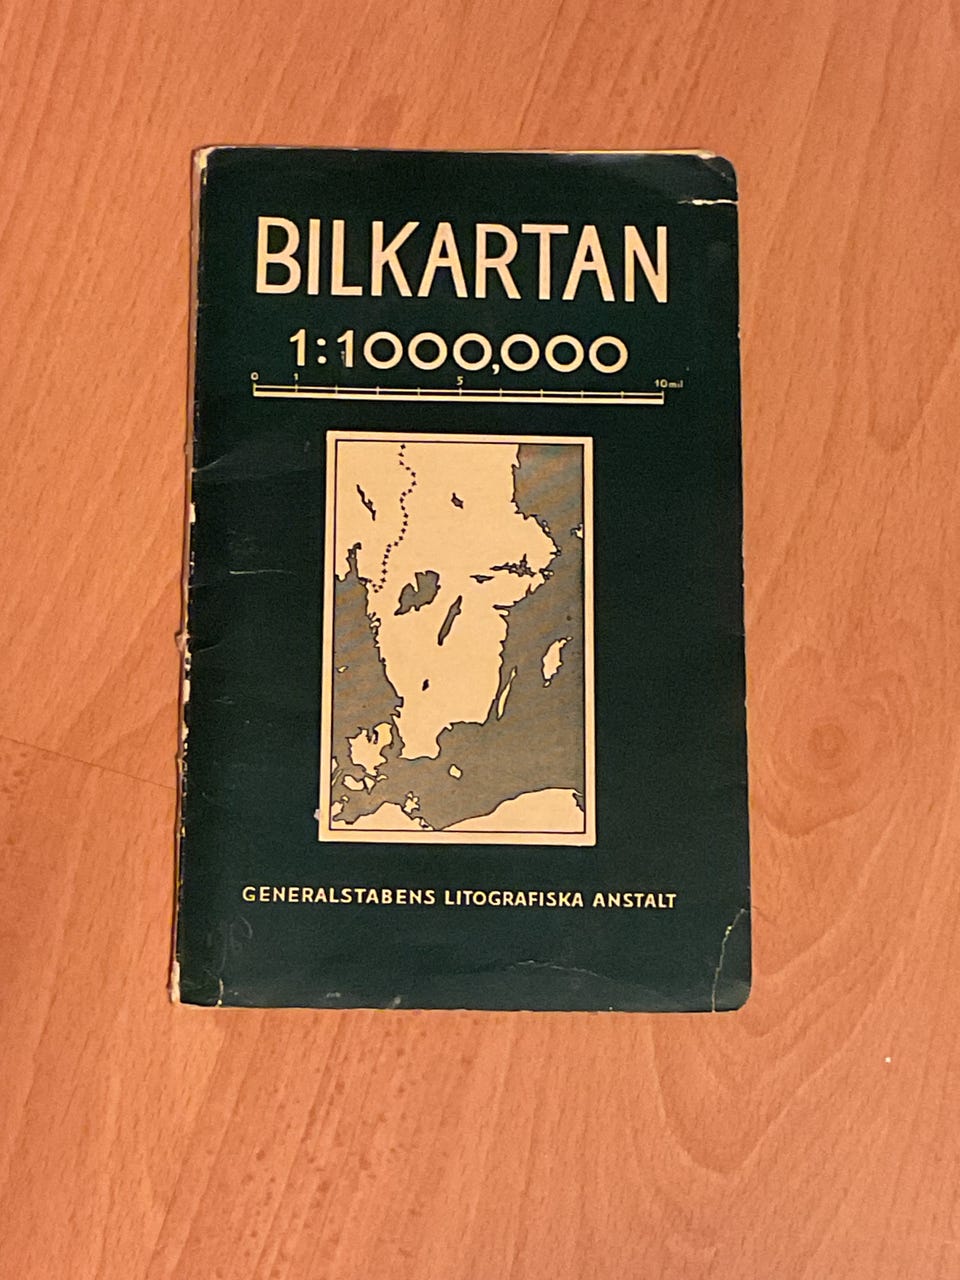 BILKARTAN
1:1000,000
0 1 5 10 mil
GENERALSTABENS LITOGRAFISKA ANSTALT